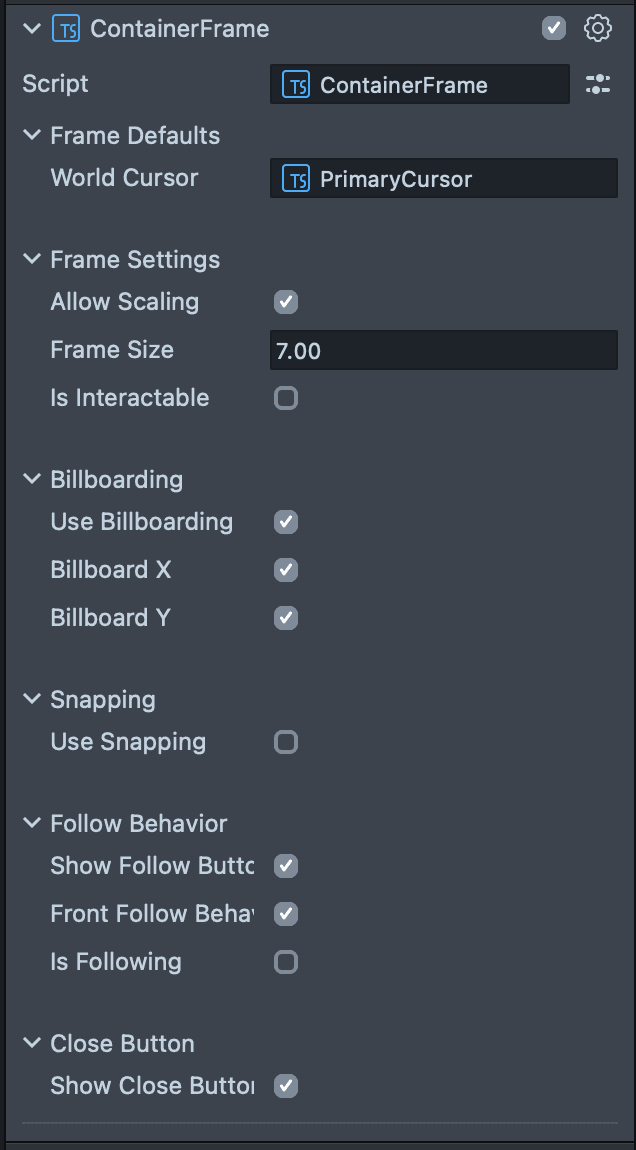 TS ContainerFrame
Script TS ContainerFrame
Frame Defaults
World Cursor TS PrimaryCursor
Frame Settings
Allow Scaling
Frame Size 7.00
Is Interactable
Billboarding
Use Billboarding
Billboard X
Billboard Y
Snapping
Use Snapping
Follow Behavior
Show Follow Butto
Front Follow Behav
Is Following
Close Button
Show Close Button